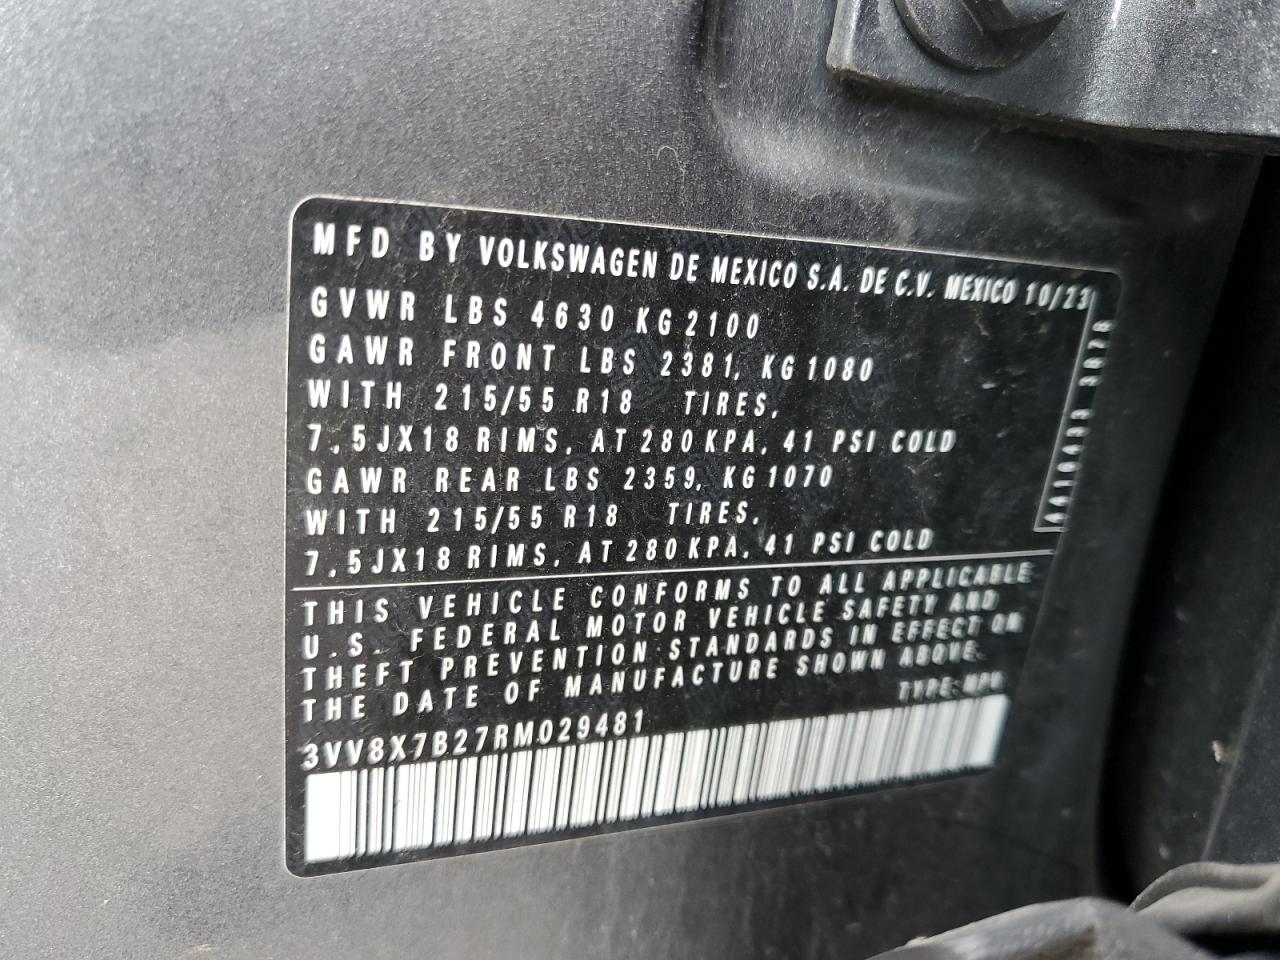 MFD BY VOLKSWAGEN DE MEXICO S.A. DE C.V. MEXICO 10/23
GVWR LBS 4630 KG 2100
GAWR FRONT LBS 2381, KG 1080
WITH 215/55 R18 TIRES,
7,5JX18 RIMS, AT 280 KPA, 41 PSI COLD
GAWR REAR LBS 2359, KG 1070
WITH 215/55 R18 TIRES,
7,5JX18 RIMS, AT 280 KPA, 41 PSI COLD
THIS VEHICLE CONFORMS TO ALL APPLICABLE
U.S. FEDERAL MOTOR VEHICLE SAFETY AND
THEFT PREVENTION STANDARDS IN EFFECT ON
THE DATE OF MANUFACTURE SHOWN ABOVE.
TYPE: MPV
3VV8X7B27RM029481